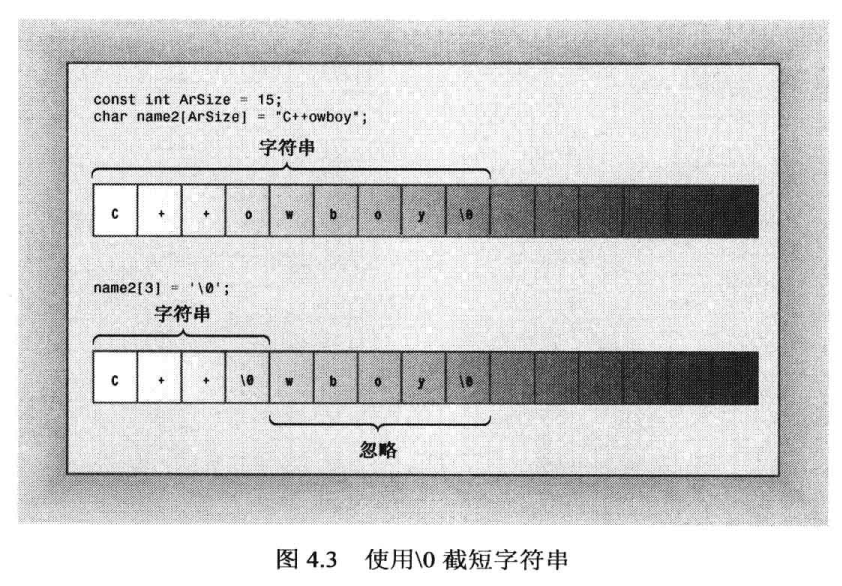 const int ArSize = 15;
char name2[ArSize] = "C++owboy";
字符串
C + + o w b o y \0
name2[3] = '\0';
字符串
C + + \0 w b o y \0
忽略
图 4.3 使用\0 截短字符串